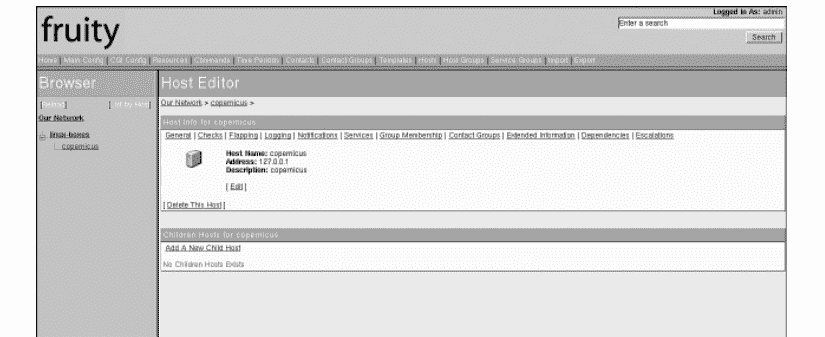 Logged In As: admin
fruity
Enter a search
Search
Home | Main Config | CGI Config | Resources | Commands | Time Periods | Contacts | Contact Groups | Templates | Hosts | Host Groups | Service Groups | Import | Export
Browser
Host Editor
[Reload] [List by Host]
Our Network > copernicus >
Our Network
Host Info for copernicus
linux-boxes
General | Checks | Flapping | Logging | Notifications | Services | Group Membership | Contact Groups | Extended Information | Dependencies | Escalations
copernicus
Host Name: copernicus
Address: 127.0.0.1
Description: copernicus
[ Edit ]
[ Delete This Host ]
Children Hosts for copernicus
Add A New Child Host
No Children Hosts Exists